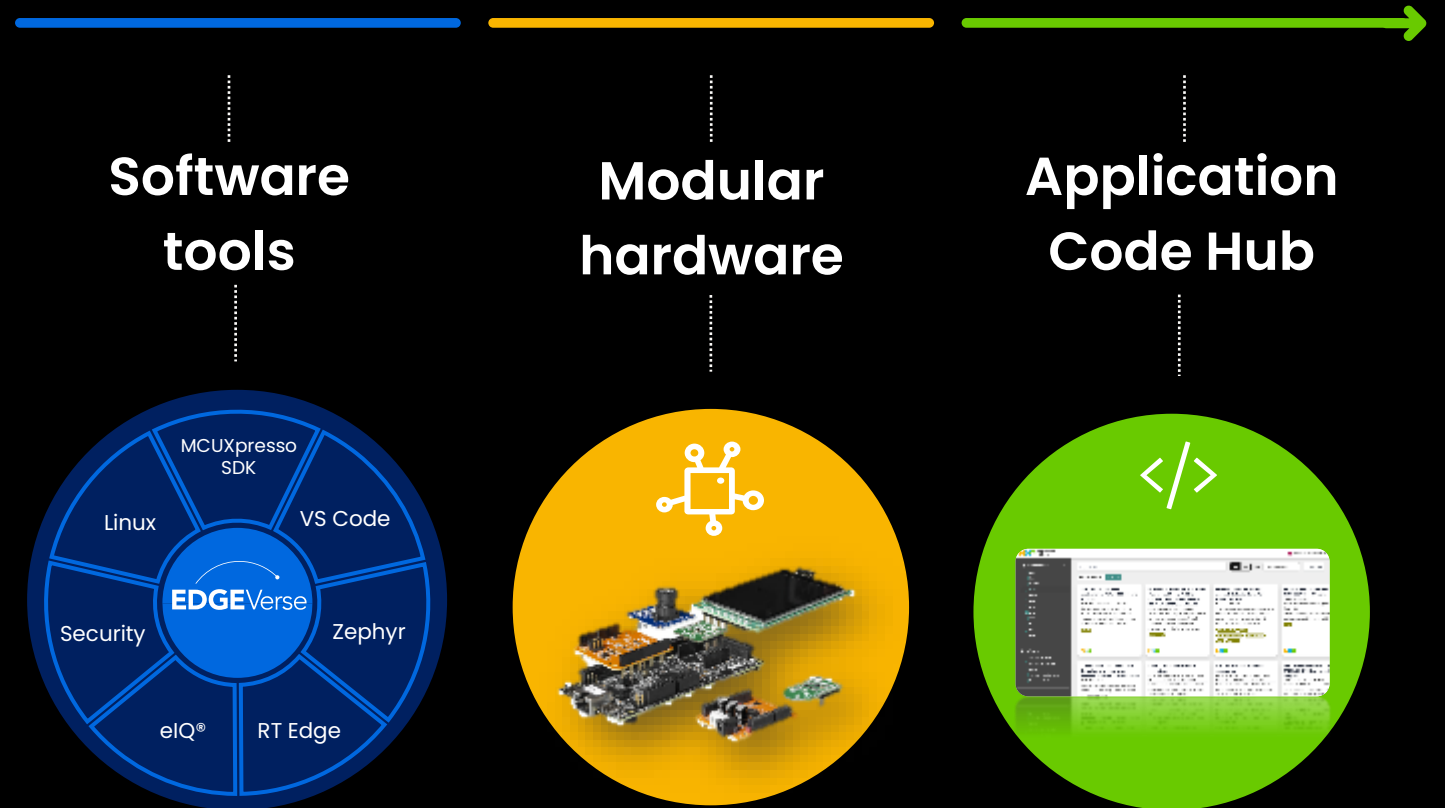 Software
tools
Modular
hardware
Application
Code Hub
MCUXpresso
SDK
Linux
VS Code
EDGEVerse
Security
Zephyr
eIQ®
RT Edge